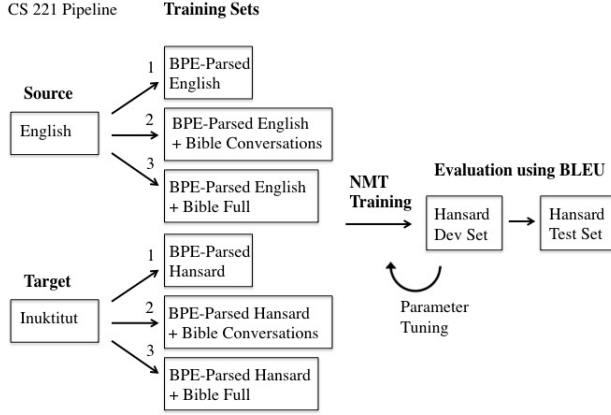 CS 221 Pipeline
Training Sets
Source
English
1
BPE-Parsed
English
2
BPE-Parsed English
+ Bible Conversations
3
BPE-Parsed English
+ Bible Full
Target
Inuktitut
1
BPE-Parsed
Hansard
2
BPE-Parsed Hansard
+ Bible Conversations
3
BPE-Parsed Hansard
+ Bible Full
NMT
Training
Evaluation using BLEU
Hansard
Dev Set
Hansard
Test Set
Parameter
Tuning